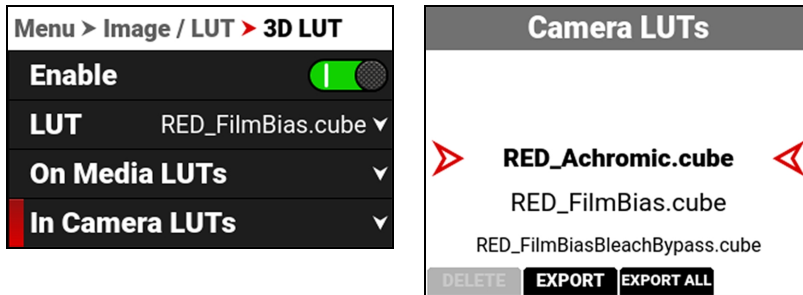 Menu > Image / LUT > 3D LUT
Enable
LUT RED_FilmBias.cube
On Media LUTs
In Camera LUTs
Camera LUTs
RED_Achromic.cube
RED_FilmBias.cube
RED_FilmBiasBleachBypass.cube
DELETE EXPORT EXPORT ALL